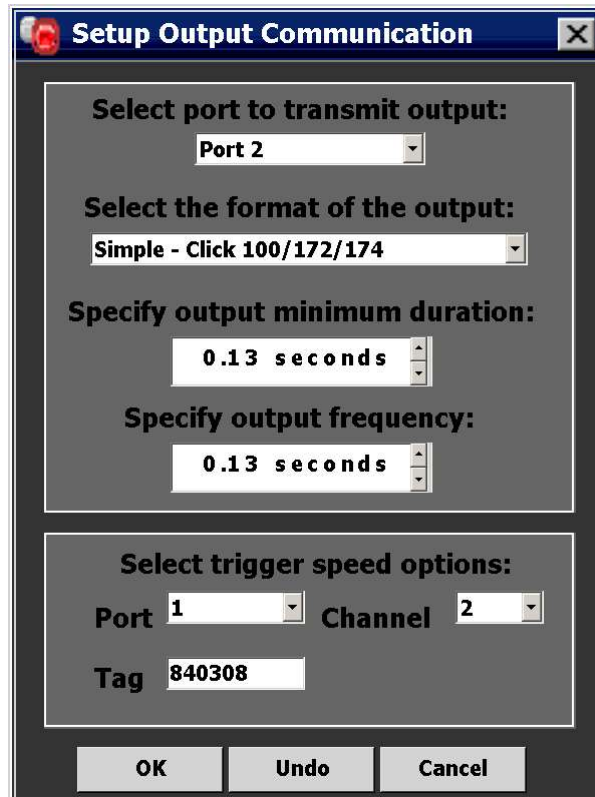 Setup Output Communication
Select port to transmit output:
Port 2
Select the format of the output:
Simple - Click 100/172/174
Specify output minimum duration:
0.13 seconds
Specify output frequency:
0.13 seconds
Select trigger speed options:
Port 1 Channel 2
Tag 840308
OK Undo Cancel